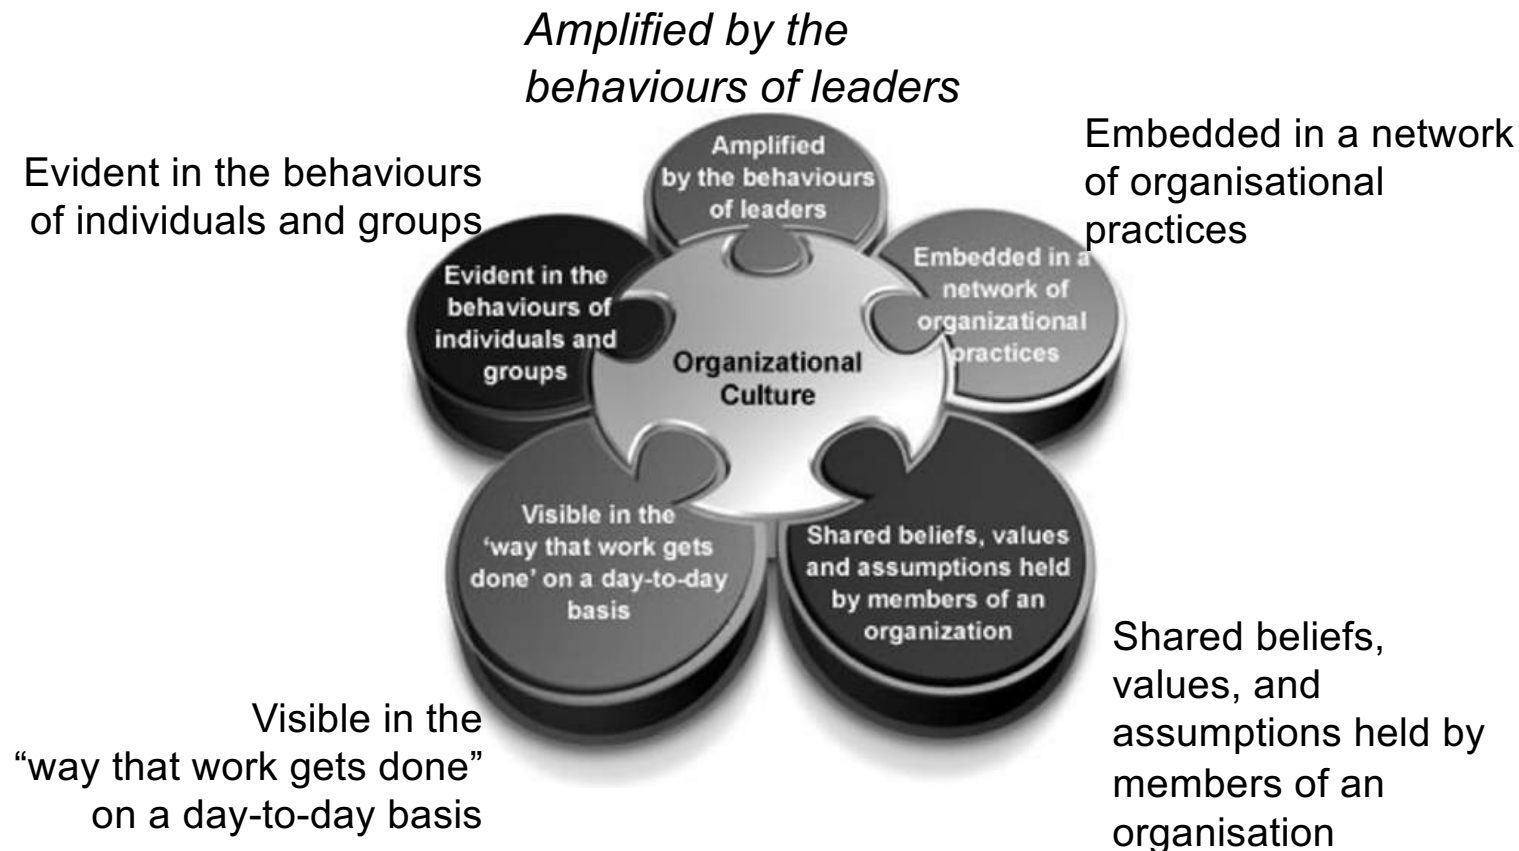 Amplified by the
behaviours of leaders
Evident in the behaviours
of individuals and groups
Embedded in a network
of organisational
practices
Amplified
by the behaviours
of leaders
Evident in the
behaviours of
individuals and
groups
Embedded in a
network of
organizational
practices
Organizational
Culture
Visible in the
‘way that work gets
done’ on a day-to-day
basis
Shared beliefs, values
and assumptions held
by members of an
organization
Visible in the
“way that work gets done”
on a day-to-day basis
Shared beliefs,
values, and
assumptions held by
members of an
organisation